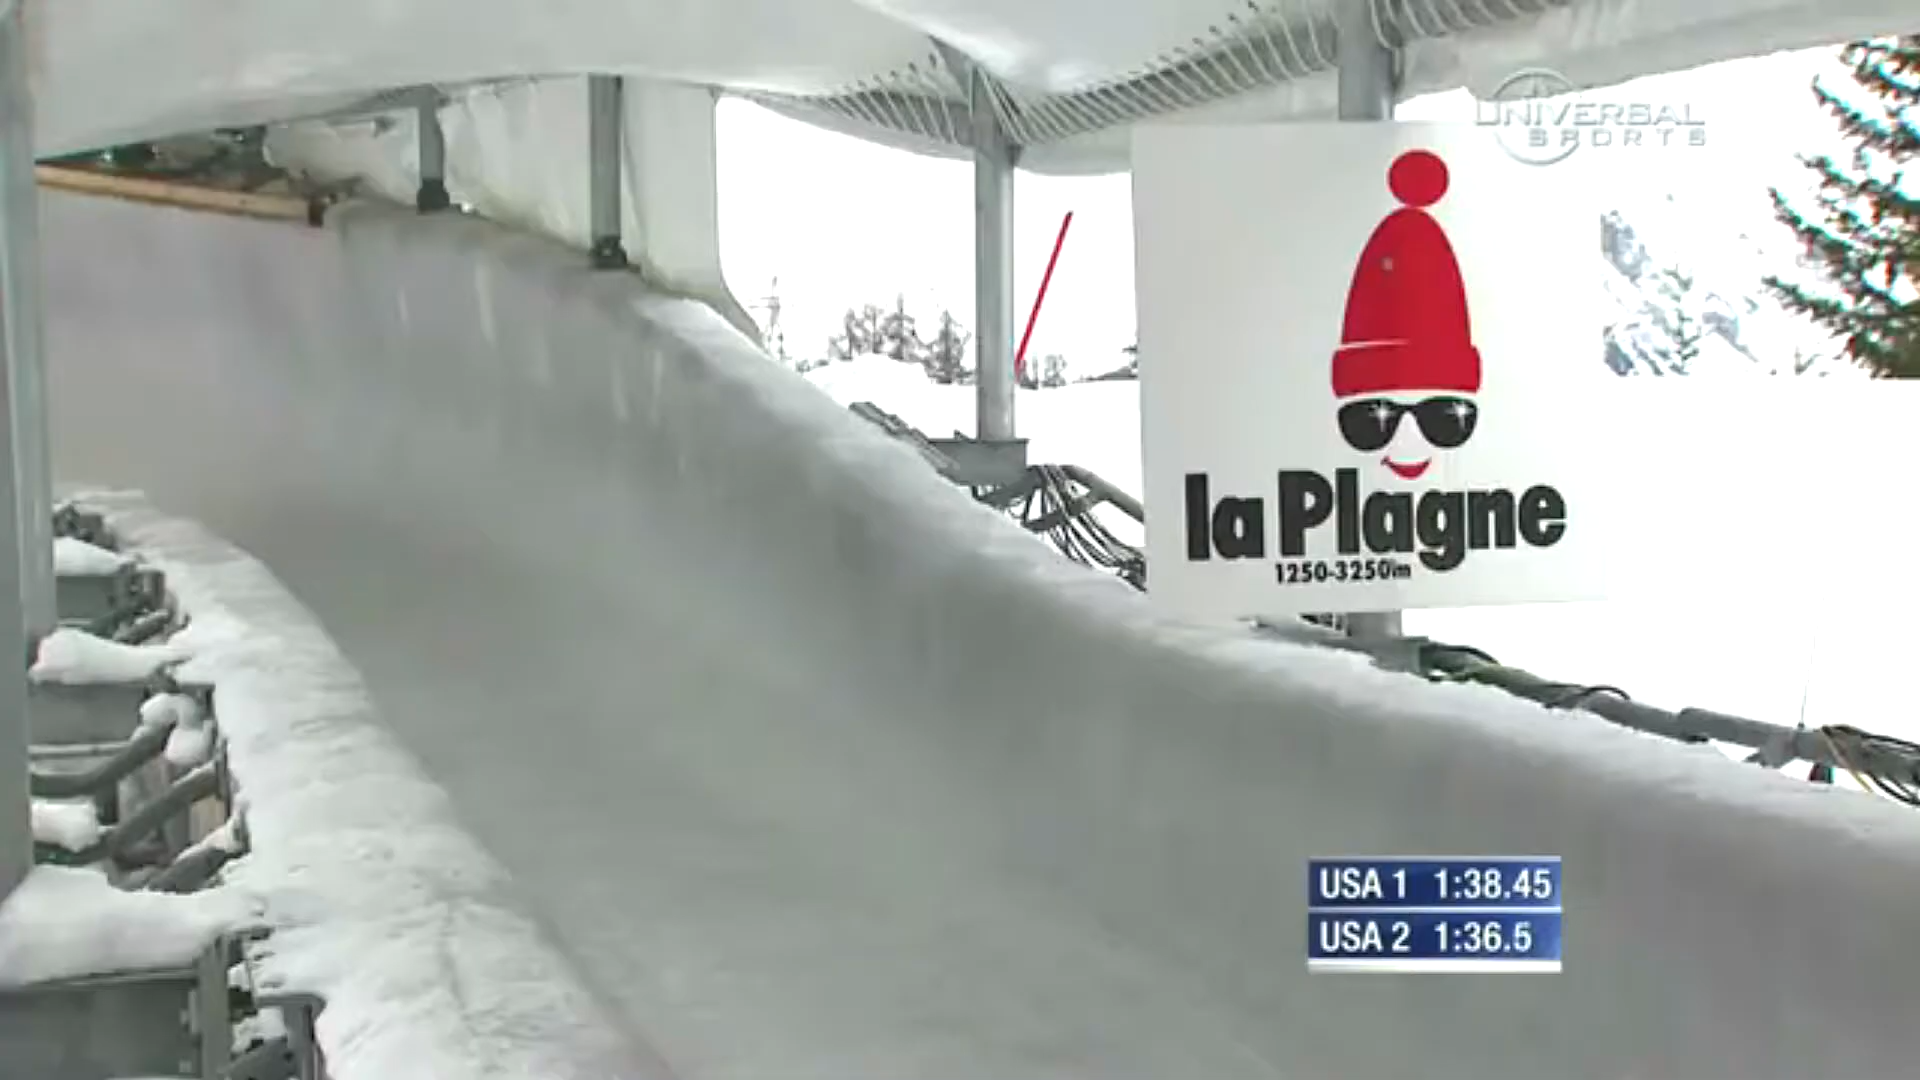 UNIVERSAL
SPORTS
la Plagne
1250-3250m
USA 1 1:38.45
USA 2 1:36.5